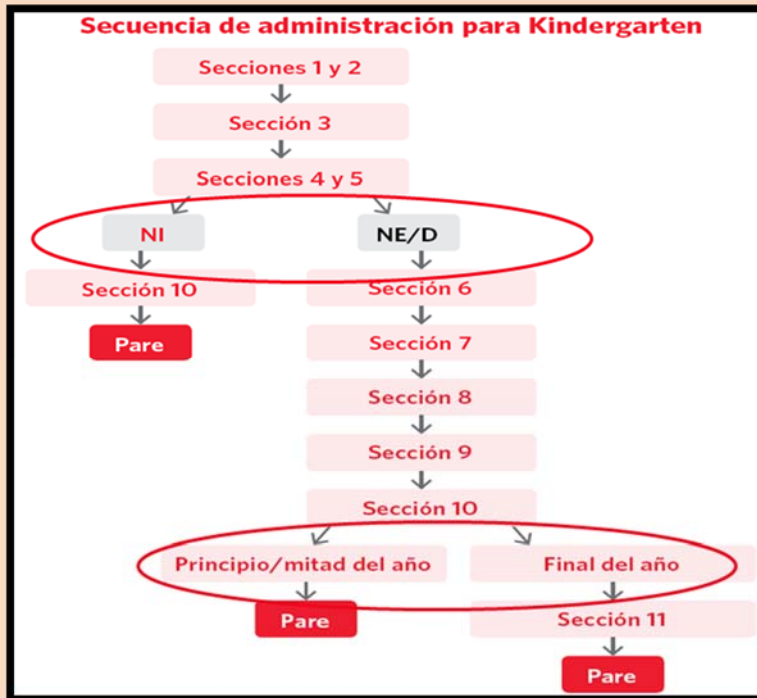 Secuencia de administración para Kindergarten
Secciones 1 y 2
Sección 3
Secciones 4 y 5
NI
NE/D
Sección 10
Sección 6
Pare
Sección 7
Sección 8
Sección 9
Sección 10
Principio/mitad del año
Final del año
Pare
Sección 11
Pare